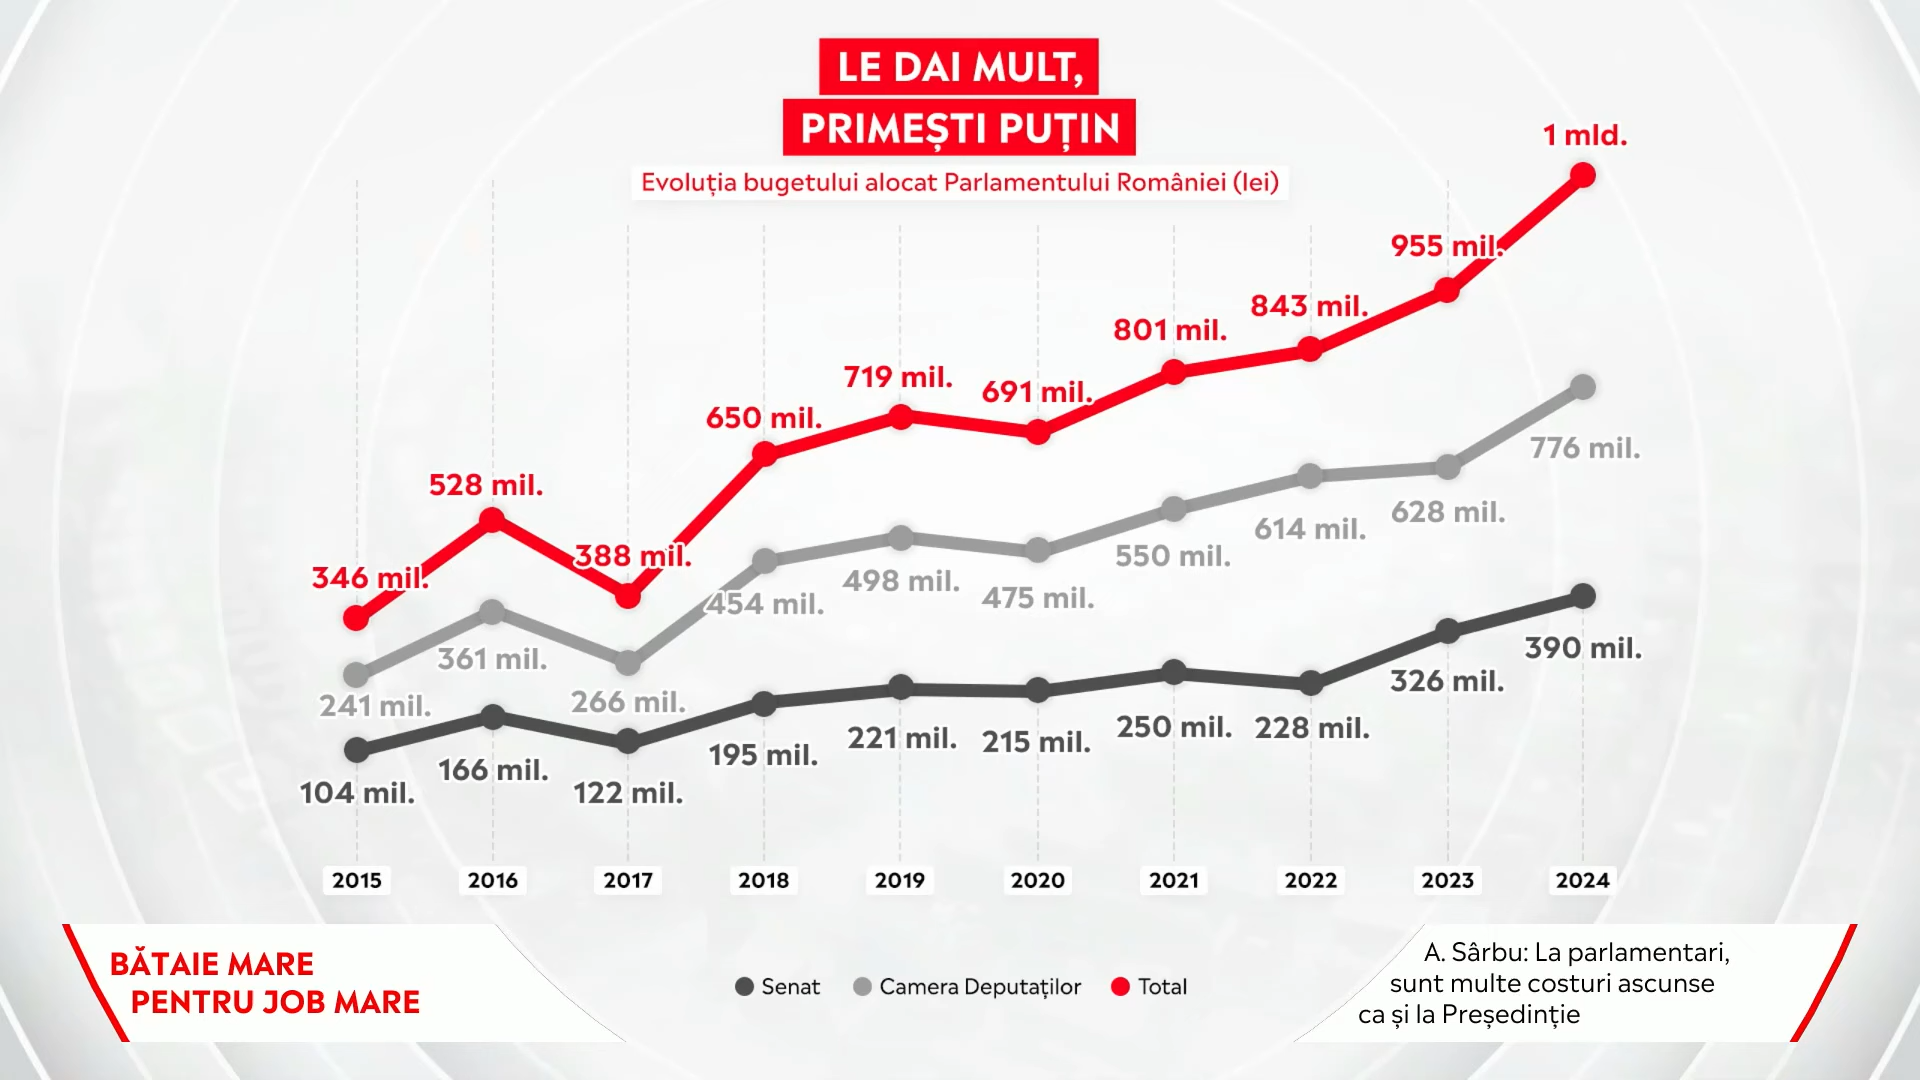 LE DAI MULT,
PRIMEȘTI PUȚIN
Evoluția bugetului alocat Parlamentului României (lei)
346 mil.
528 mil.
388 mil.
650 mil.
719 mil.
691 mil.
801 mil.
843 mil.
955 mil.
1 mld.
241 mil.
361 mil.
266 mil.
454 mil.
498 mil.
475 mil.
550 mil.
614 mil.
628 mil.
776 mil.
104 mil.
166 mil.
122 mil.
195 mil.
221 mil.
215 mil.
250 mil.
228 mil.
326 mil.
390 mil.
2015 2016 2017 2018 2019 2020 2021 2022 2023 2024
Senat Camera Deputaților Total
BĂTAIE MARE
PENTRU JOB MARE
A. Sârbu: La parlamentari,
sunt multe costuri ascunse
ca și la Președinție